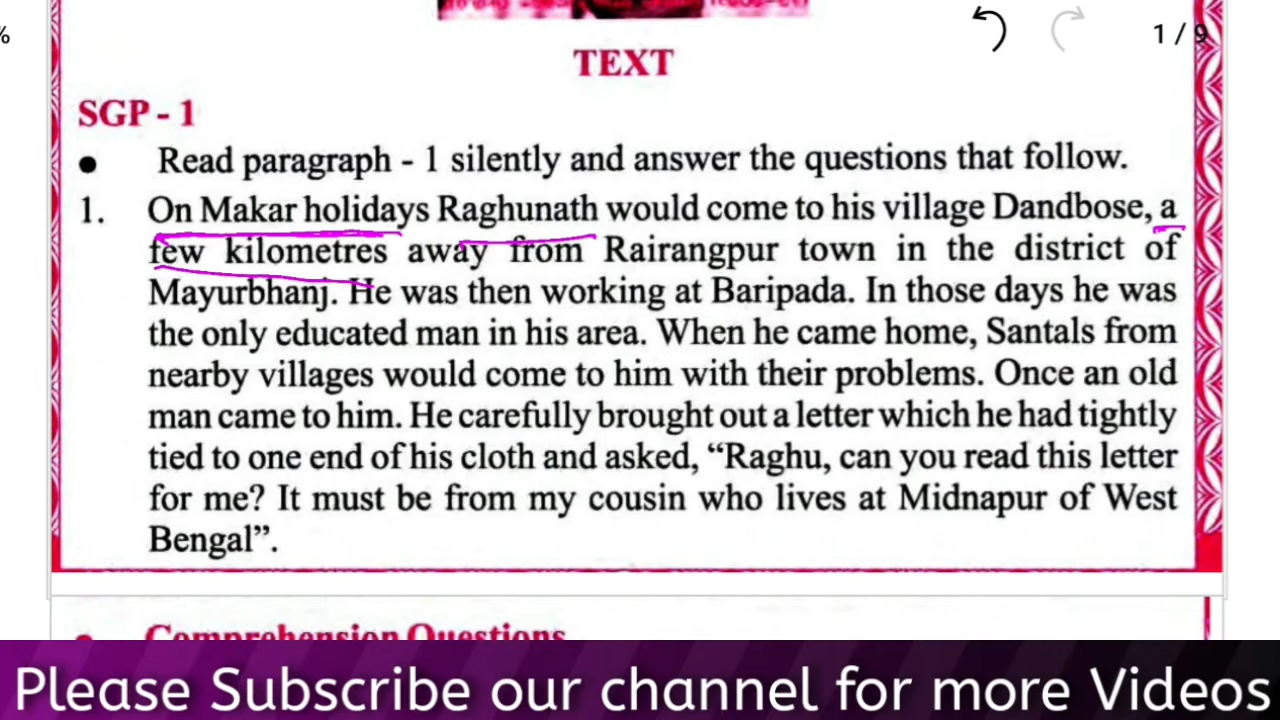 %
1 / 9
TEXT
SGP - 1
● Read paragraph - 1 silently and answer the questions that follow.
1. On Makar holidays Raghunath would come to his village Dandbose, a
few kilometres away from Rairangpur town in the district of
Mayurbhanj. He was then working at Baripada. In those days he was
the only educated man in his area. When he came home, Santals from
nearby villages would come to him with their problems. Once an old
man came to him. He carefully brought out a letter which he had tightly
tied to one end of his cloth and asked, “Raghu, can you read this letter
for me? It must be from my cousin who lives at Midnapur of West
Bengal”.
● Comprehension Questions
Please Subscribe our channel for more Videos